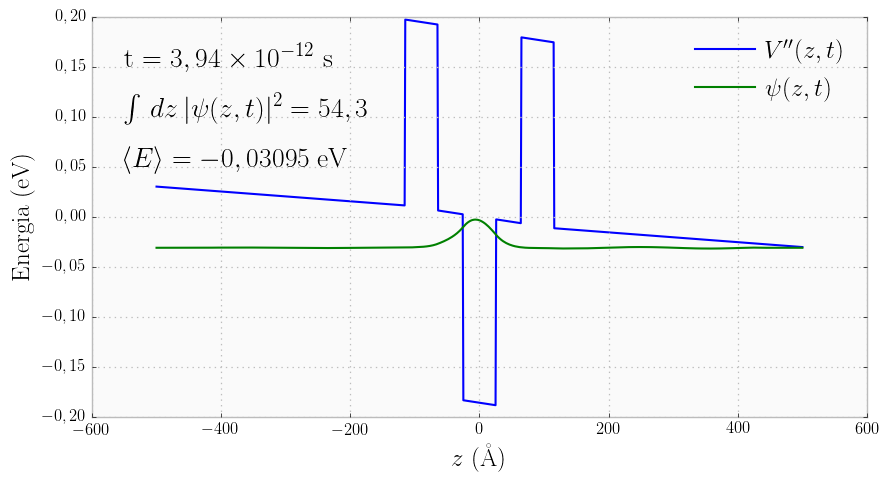 0,20
0,15
0,10
0,05
0,00
−0,05
−0,10
−0,15
−0,20
Energia (eV)
t = 3,94 × 10⁻¹² s
∫ dz |ψ(z, t)|² = 54,3
⟨E⟩ = −0,03095 eV
V′′(z, t)
ψ(z, t)
−600 −400 −200 0 200 400 600
z (Å)